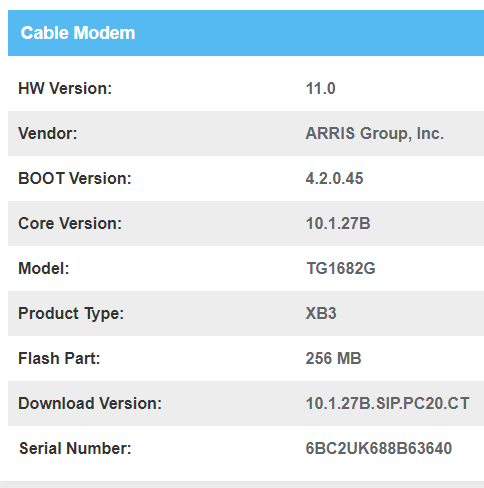 Cable Modem
HW Version: 11.0
Vendor: ARRIS Group, Inc.
BOOT Version: 4.2.0.45
Core Version: 10.1.27B
Model: TG1682G
Product Type: XB3
Flash Part: 256 MB
Download Version: 10.1.27B.SIP.PC20.CT
Serial Number: 6BC2UK688B63640